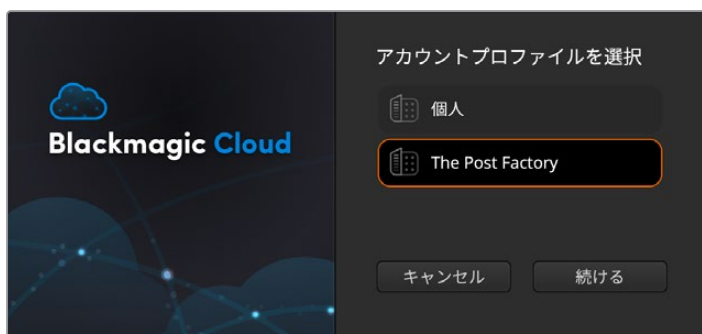 Blackmagic Cloud
アカウントプロファイルを選択
個人
The Post Factory
キャンセル
続ける